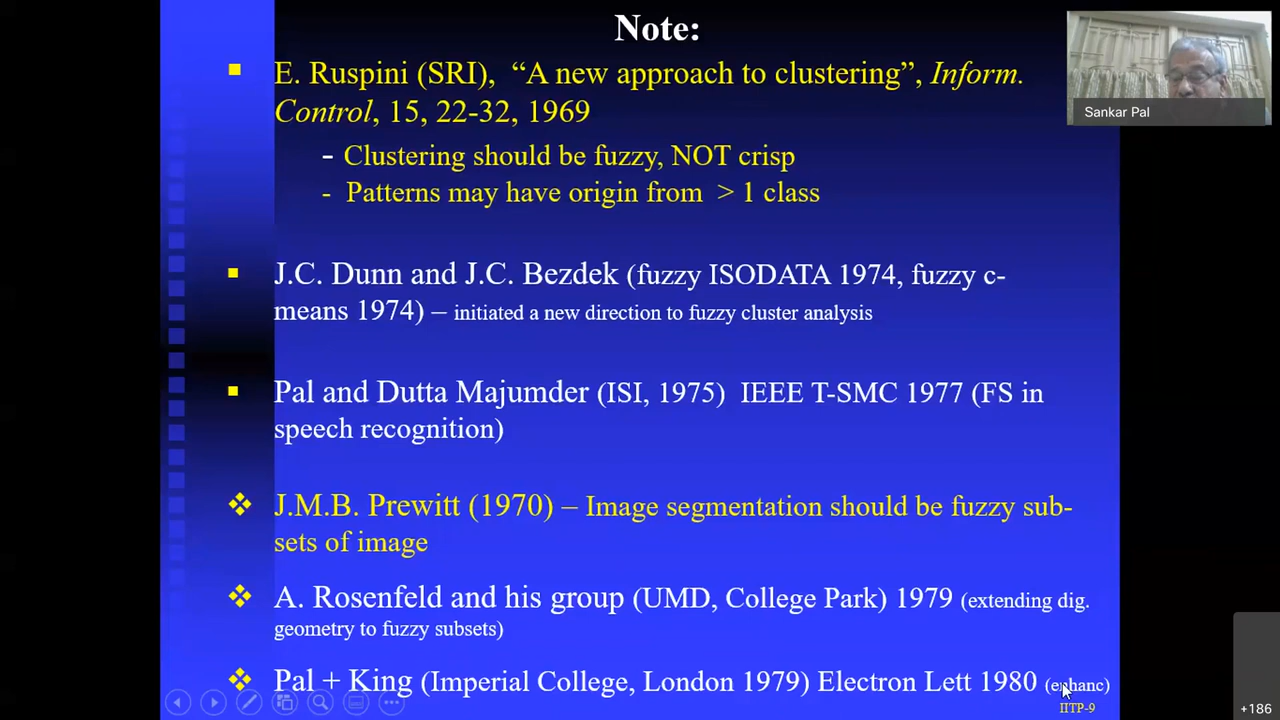 Note:
E. Ruspini (SRI), “A new approach to clustering”, Inform.
Control, 15, 22-32, 1969
- Clustering should be fuzzy, NOT crisp
- Patterns may have origin from > 1 class
J.C. Dunn and J.C. Bezdek (fuzzy ISODATA 1974, fuzzy c-
means 1974) – initiated a new direction to fuzzy cluster analysis
Pal and Dutta Majumder (ISI, 1975) IEEE T-SMC 1977 (FS in
speech recognition)
J.M.B. Prewitt (1970) – Image segmentation should be fuzzy sub-
sets of image
A. Rosenfeld and his group (UMD, College Park) 1979 (extending dig.
geometry to fuzzy subsets)
Pal + King (Imperial College, London 1979) Electron Lett 1980 (enhanc)
IITP-9
Sankar Pal
+186